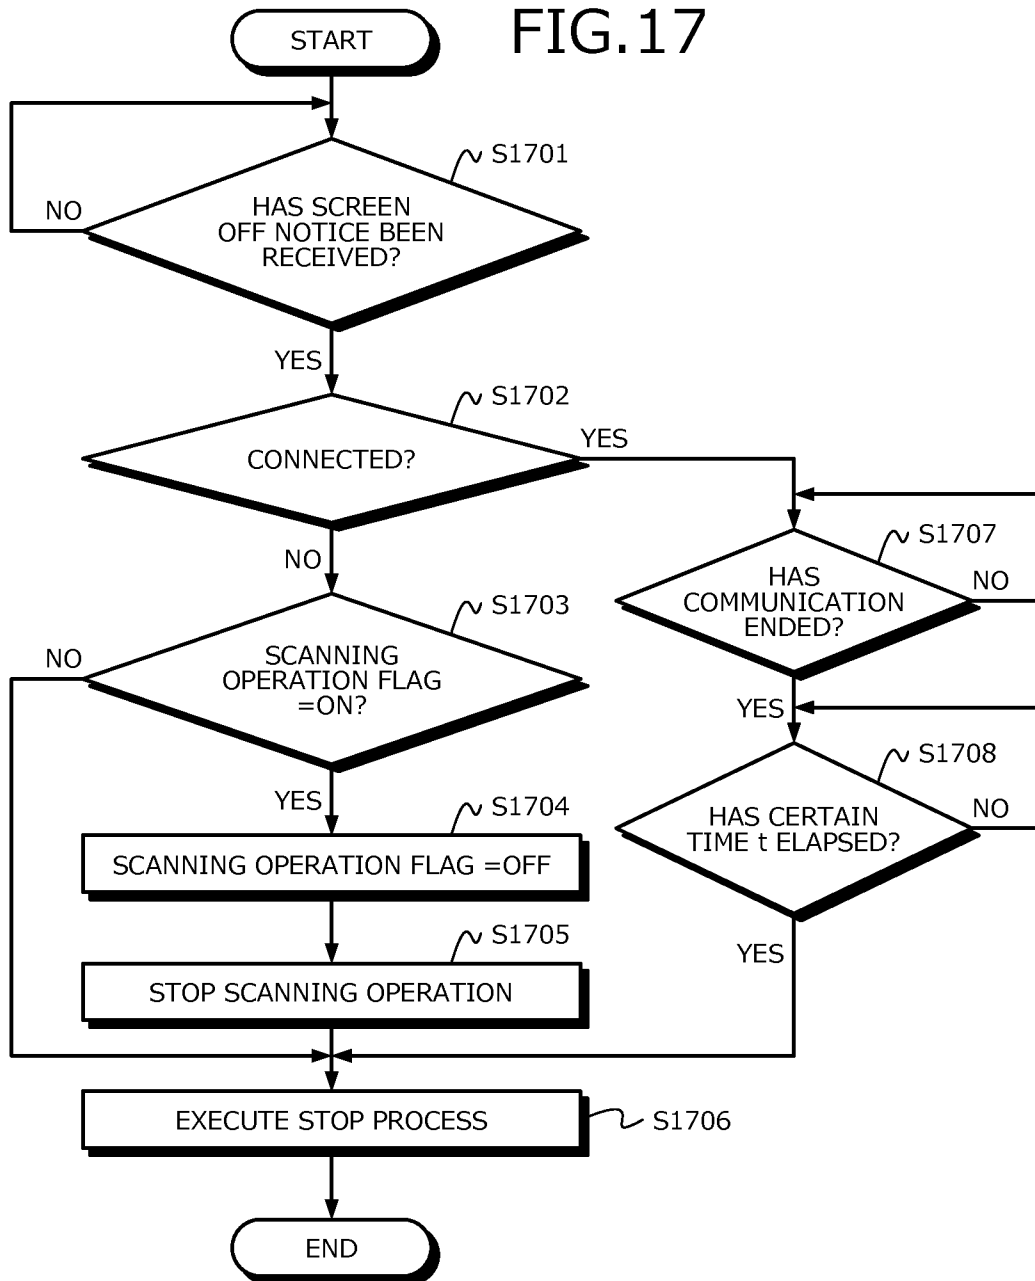 FIG.17
START
S1701
HAS SCREEN
OFF NOTICE BEEN
RECEIVED?
NO
YES
S1702
CONNECTED?
YES
NO
S1703
SCANNING
OPERATION FLAG
=ON?
NO
YES
S1704
SCANNING OPERATION FLAG =OFF
S1705
STOP SCANNING OPERATION
S1707
HAS
COMMUNICATION
ENDED?
NO
YES
S1708
HAS CERTAIN
TIME t ELAPSED?
NO
YES
EXECUTE STOP PROCESS
S1706
END